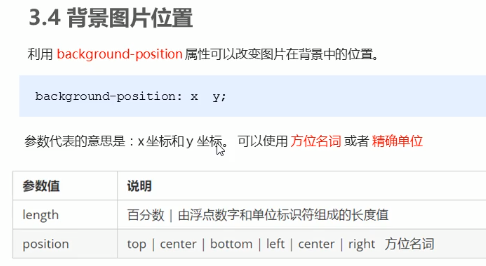 3.4 背景图片位置
利用 background-position 属性可以改变图片在背景中的位置。
background-position: x y;
参数代表的意思是：x 坐标和 y 坐标。 可以使用 方位名词 或者 精确单位
参数值 说明
length 百分数 | 由浮点数字和单位标识符组成的长度值
position top | center | bottom | left | center | right 方位名词